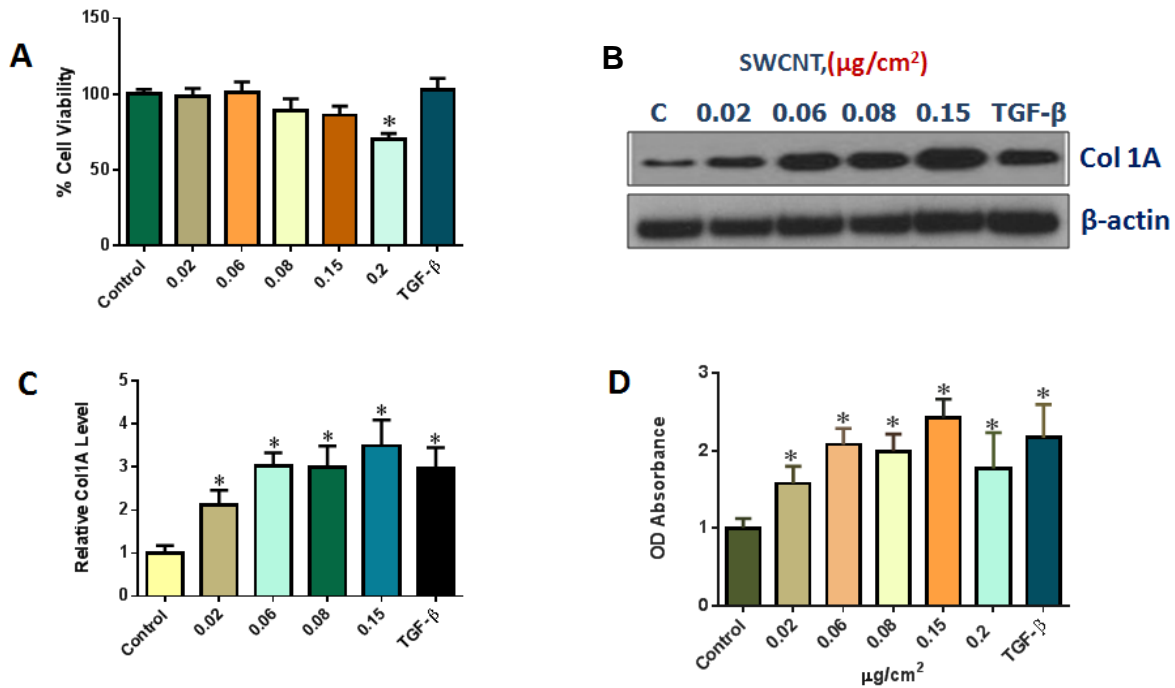 A
150
100
50
0
% Cell Viability
*
Control
0.02
0.06
0.08
0.15
0.2
TGF-β
B
SWCNT,(µg/cm²)
C 0.02 0.06 0.08 0.15 TGF-β
Col 1A
β-actin
C
5
4
3
2
1
0
Relative Col1A Level
* * * * *
Control
0.02
0.06
0.08
0.15
TGF-β
D
3
2
1
0
OD Absorbance
* * * * * *
Control
0.02
0.06
0.08
0.15
0.2
TGF-β
µg/cm²